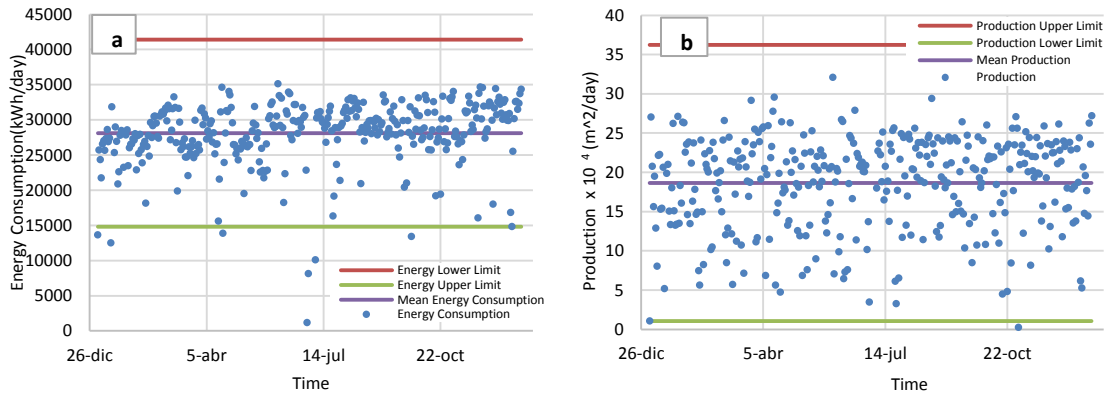 a
45000
40000
35000
30000
25000
20000
15000
10000
5000
0
Energy Consumption(kWh/day)
26-dic 5-abr 14-jul 22-oct
Time
Energy Lower Limit
Energy Upper Limit
Mean Energy Consumption
Energy Consumption
b
40
35
30
25
20
15
10
5
0
Production x 10 4 (m^2/day)
26-dic 5-abr 14-jul 22-oct
Time
Production Upper Limit
Production Lower Limit
Mean Production
Production